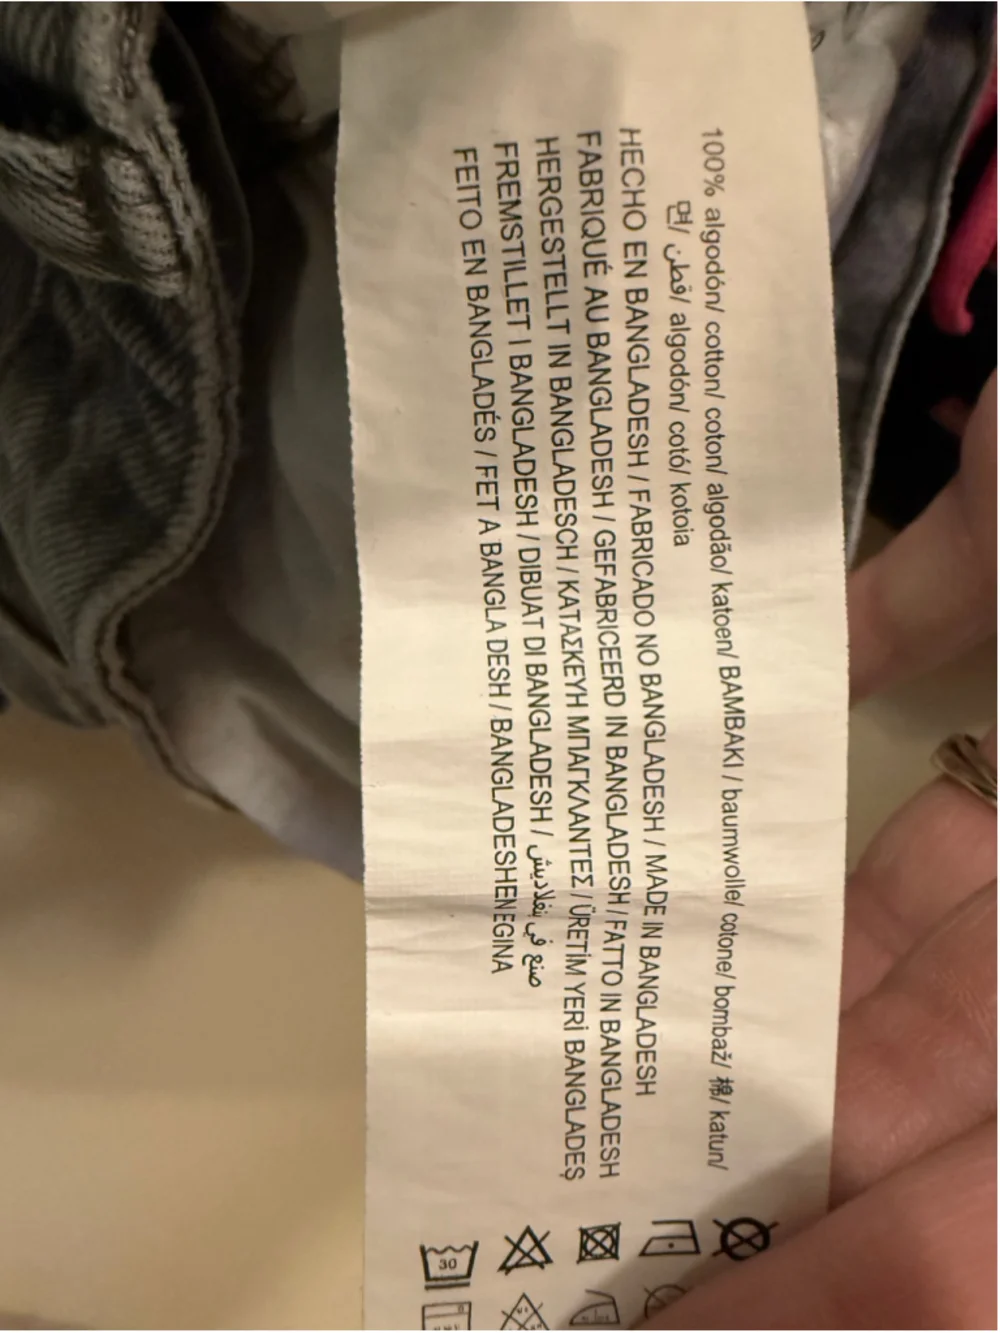 100% algodón/ cotton/ coton/ algodão/ katoen/ BAMBAKI / baumwolle/ cotone/ bombaž/ 棉/ katun/
면/ قطن/ algodón/ cotó/ kotoia
HECHO EN BANGLADESH / FABRICADO NO BANGLADESH / MADE IN BANGLADESH
FABRIQUÉ AU BANGLADESH / GEFABRICEERD IN BANGLADESH / FATTO IN BANGLADESH
HERGESTELLT IN BANGLADESCH / ΚΑΤΑΣΚΕΥΗ ΜΠΑΓΚΛΑΝΤΕΣ / ÜRETİM YERİ BANGLADEŞ
FREMSTILLET I BANGLADESH / DIBUAT DI BANGLADESH / صنع في بنغلاديش
FEITO EN BANGLADÉS / FET A BANGLA DESH / BANGLADESHEN EGINA
30